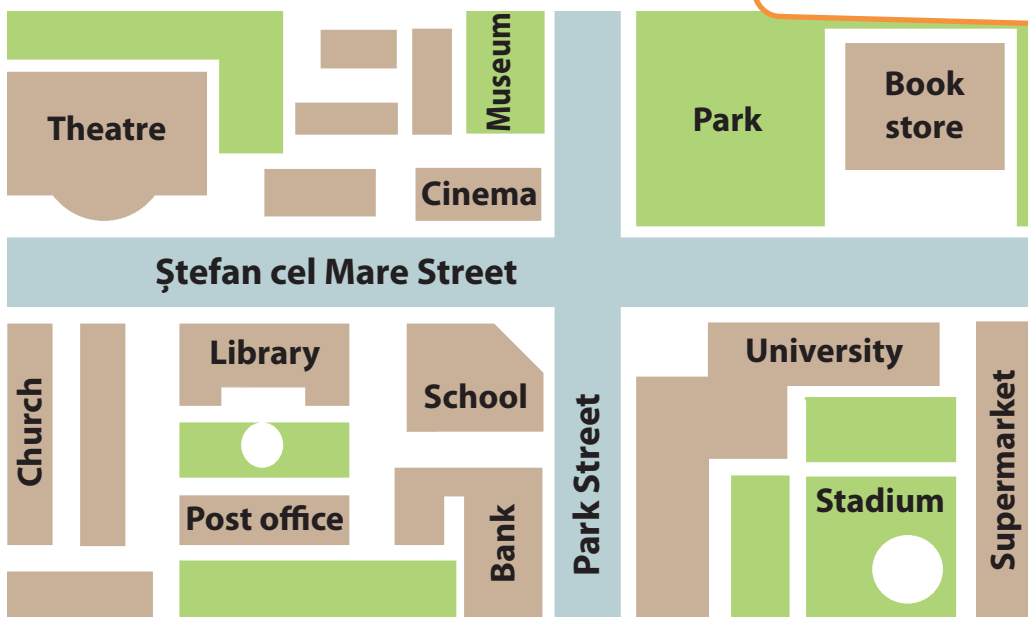 Museum
Theatre
Park
Book
store
Cinema
Ștefan cel Mare Street
Library
University
School
Church
Supermarket
Park Street
Post office
Stadium
Bank